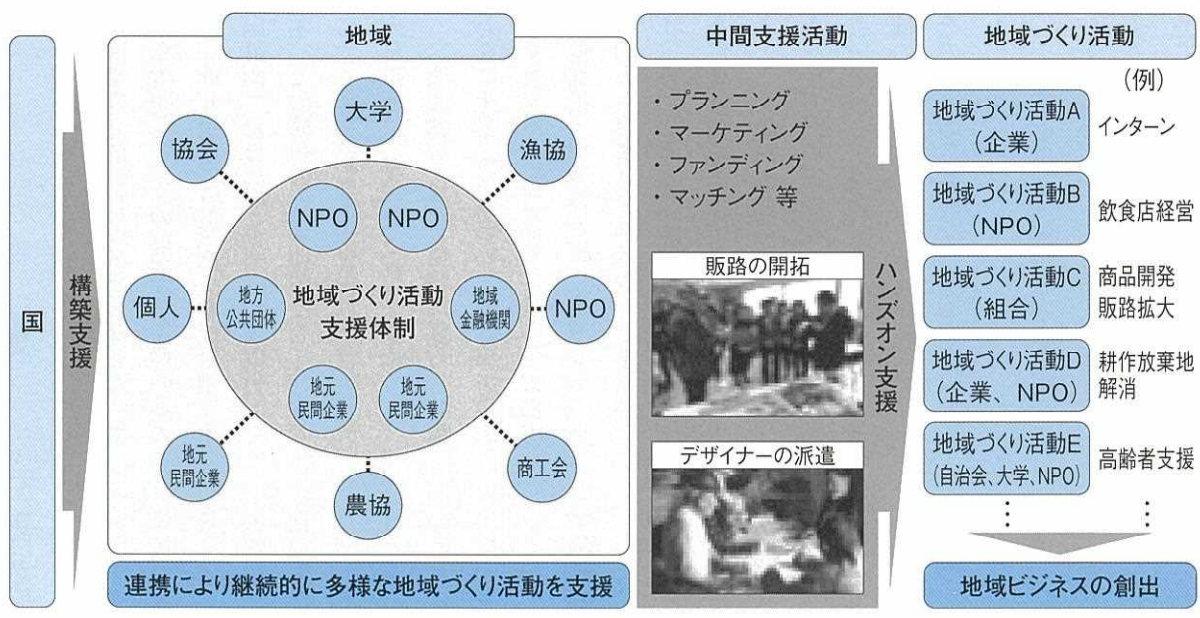 国
構築支援
地域
大学
協会
漁協
NPO
NPO
個人
地方
公共団体
地域づくり活動
支援体制
地域
金融機関
NPO
地元
民間企業
地元
民間企業
地元
民間企業
農協
商工会
連携により継続的に多様な地域づくり活動を支援
中間支援活動
・プランニング
・マーケティング
・ファンディング
・マッチング 等
販路の開拓
デザイナーの派遣
ハンズオン支援
地域づくり活動
(例)
地域づくり活動A
(企業)
インターン
地域づくり活動B
(NPO)
飲食店経営
地域づくり活動C
(組合)
商品開発
販路拡大
地域づくり活動D
(企業、NPO)
耕作放棄地
解消
地域づくり活動E
(自治会、大学、NPO)
高齢者支援
地域ビジネスの創出